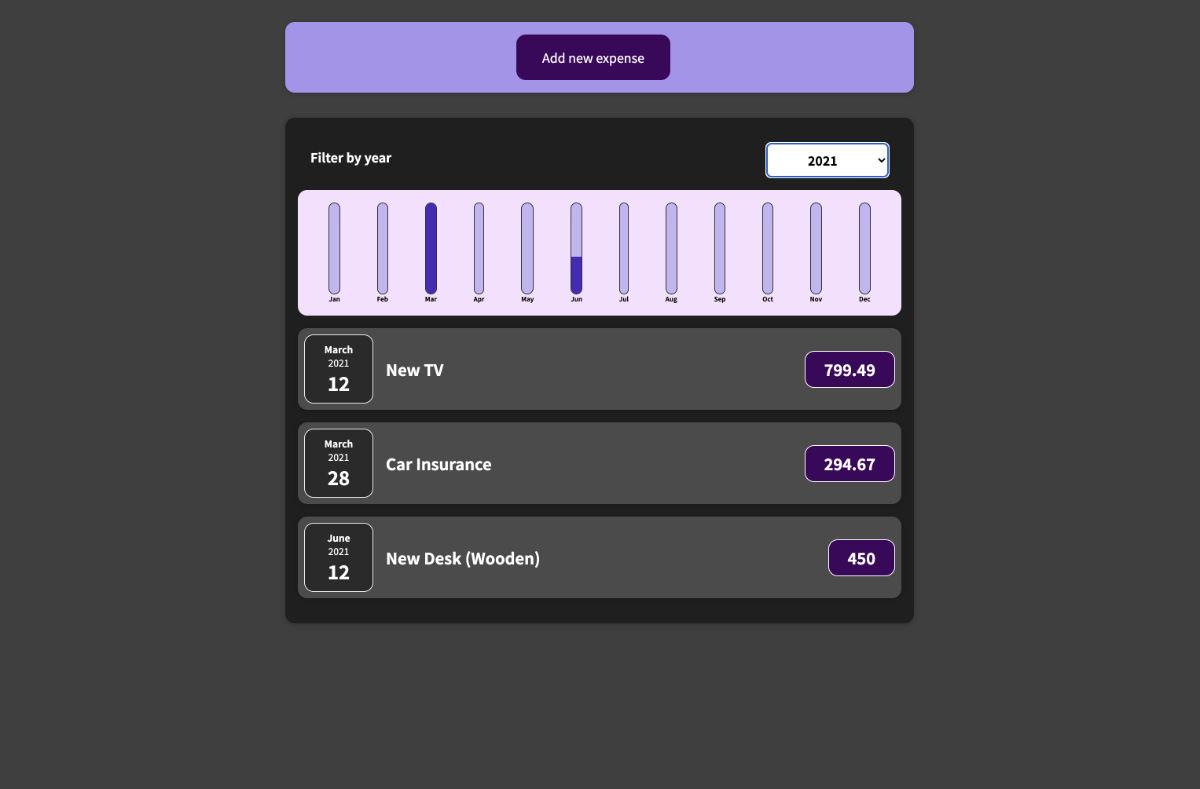 Add new expense
Filter by year
2021
Jan Feb Mar Apr May Jun Jul Aug Sep Oct Nov Dec
March
2021
12
New TV
799.49
March
2021
28
Car Insurance
294.67
June
2021
12
New Desk (Wooden)
450